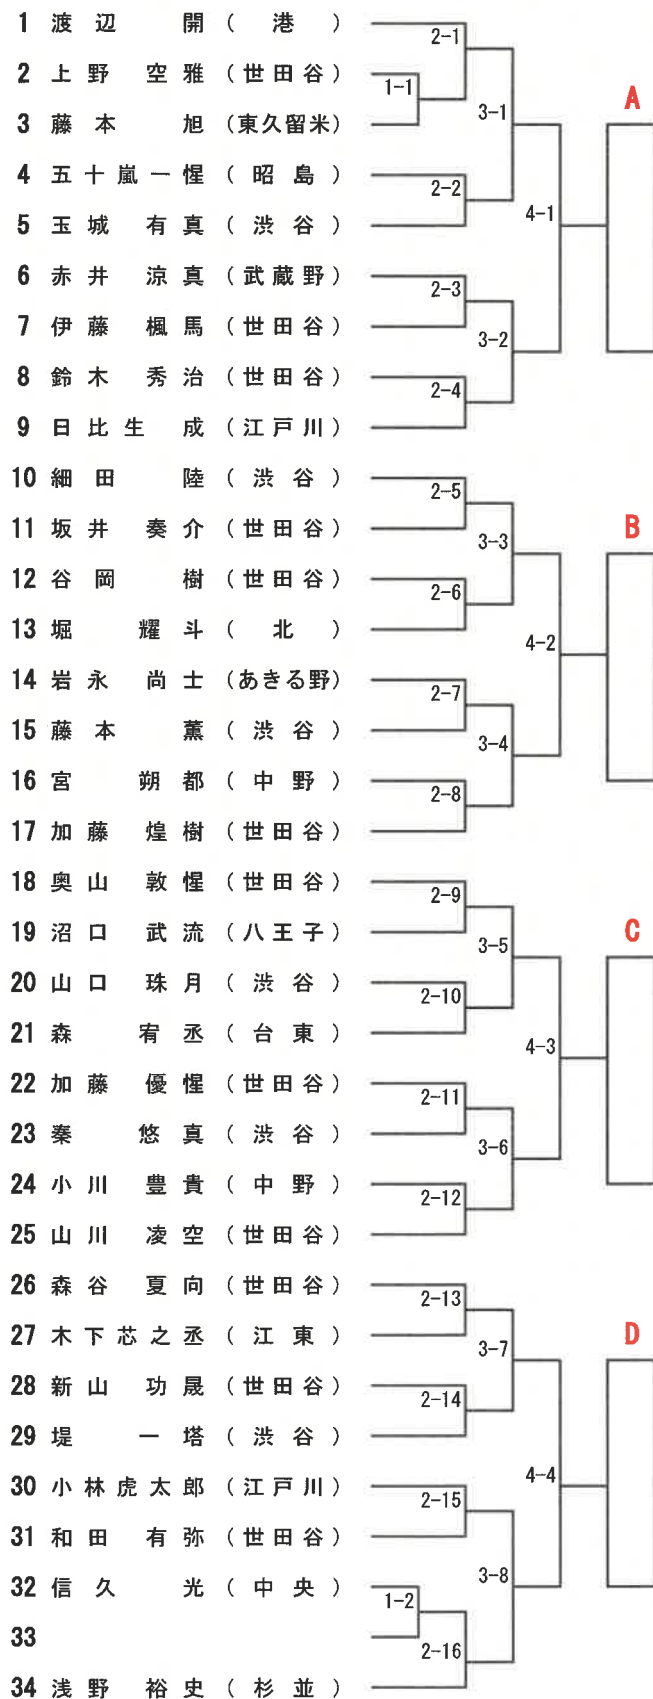 1 渡辺 開 (港)
2-1
2 上野 空雅 (世田谷)
1-1
A
3 藤本 旭 (東久留米)
3-1
4 五十嵐一惺 (昭島)
2-2
5 玉城 有真 (渋谷)
4-1
6 赤井 涼真 (武蔵野)
2-3
7 伊藤 楓馬 (世田谷)
3-2
8 鈴木 秀治 (世田谷)
2-4
9 日比生 成 (江戸川)
10 細田 陸 (渋谷)
2-5
11 坂井 奏介 (世田谷)
B
3-3
12 谷岡 樹 (世田谷)
2-6
13 堀 耀斗 (北)
4-2
14 岩永 尚士 (あきる野)
2-7
15 藤本 薫 (渋谷)
3-4
16 宮 朔都 (中野)
2-8
17 加藤 煌樹 (世田谷)
18 奥山 敦惺 (世田谷)
2-9
19 沼口 武流 (八王子)
C
3-5
20 山口 珠月 (渋谷)
2-10
21 森 宥丞 (台東)
4-3
22 加藤 優惺 (世田谷)
2-11
23 秦 悠真 (渋谷)
3-6
24 小川 豊貴 (中野)
2-12
25 山川 凌空 (世田谷)
26 森谷 夏向 (世田谷)
2-13
27 木下芯之丞 (江東)
D
3-7
28 新山 功晟 (世田谷)
2-14
29 堤 一塔 (渋谷)
4-4
30 小林虎太郎 (江戸川)
2-15
31 和田 有弥 (世田谷)
3-8
32 信久 光 (中央)
1-2
33
2-16
34 浅野 裕史 (杉並)